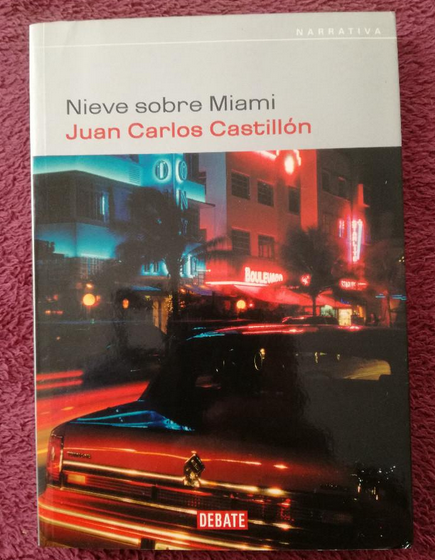 NARRATIVA
Nieve sobre Miami
Juan Carlos Castillón
BOULEVARD
DEBATE